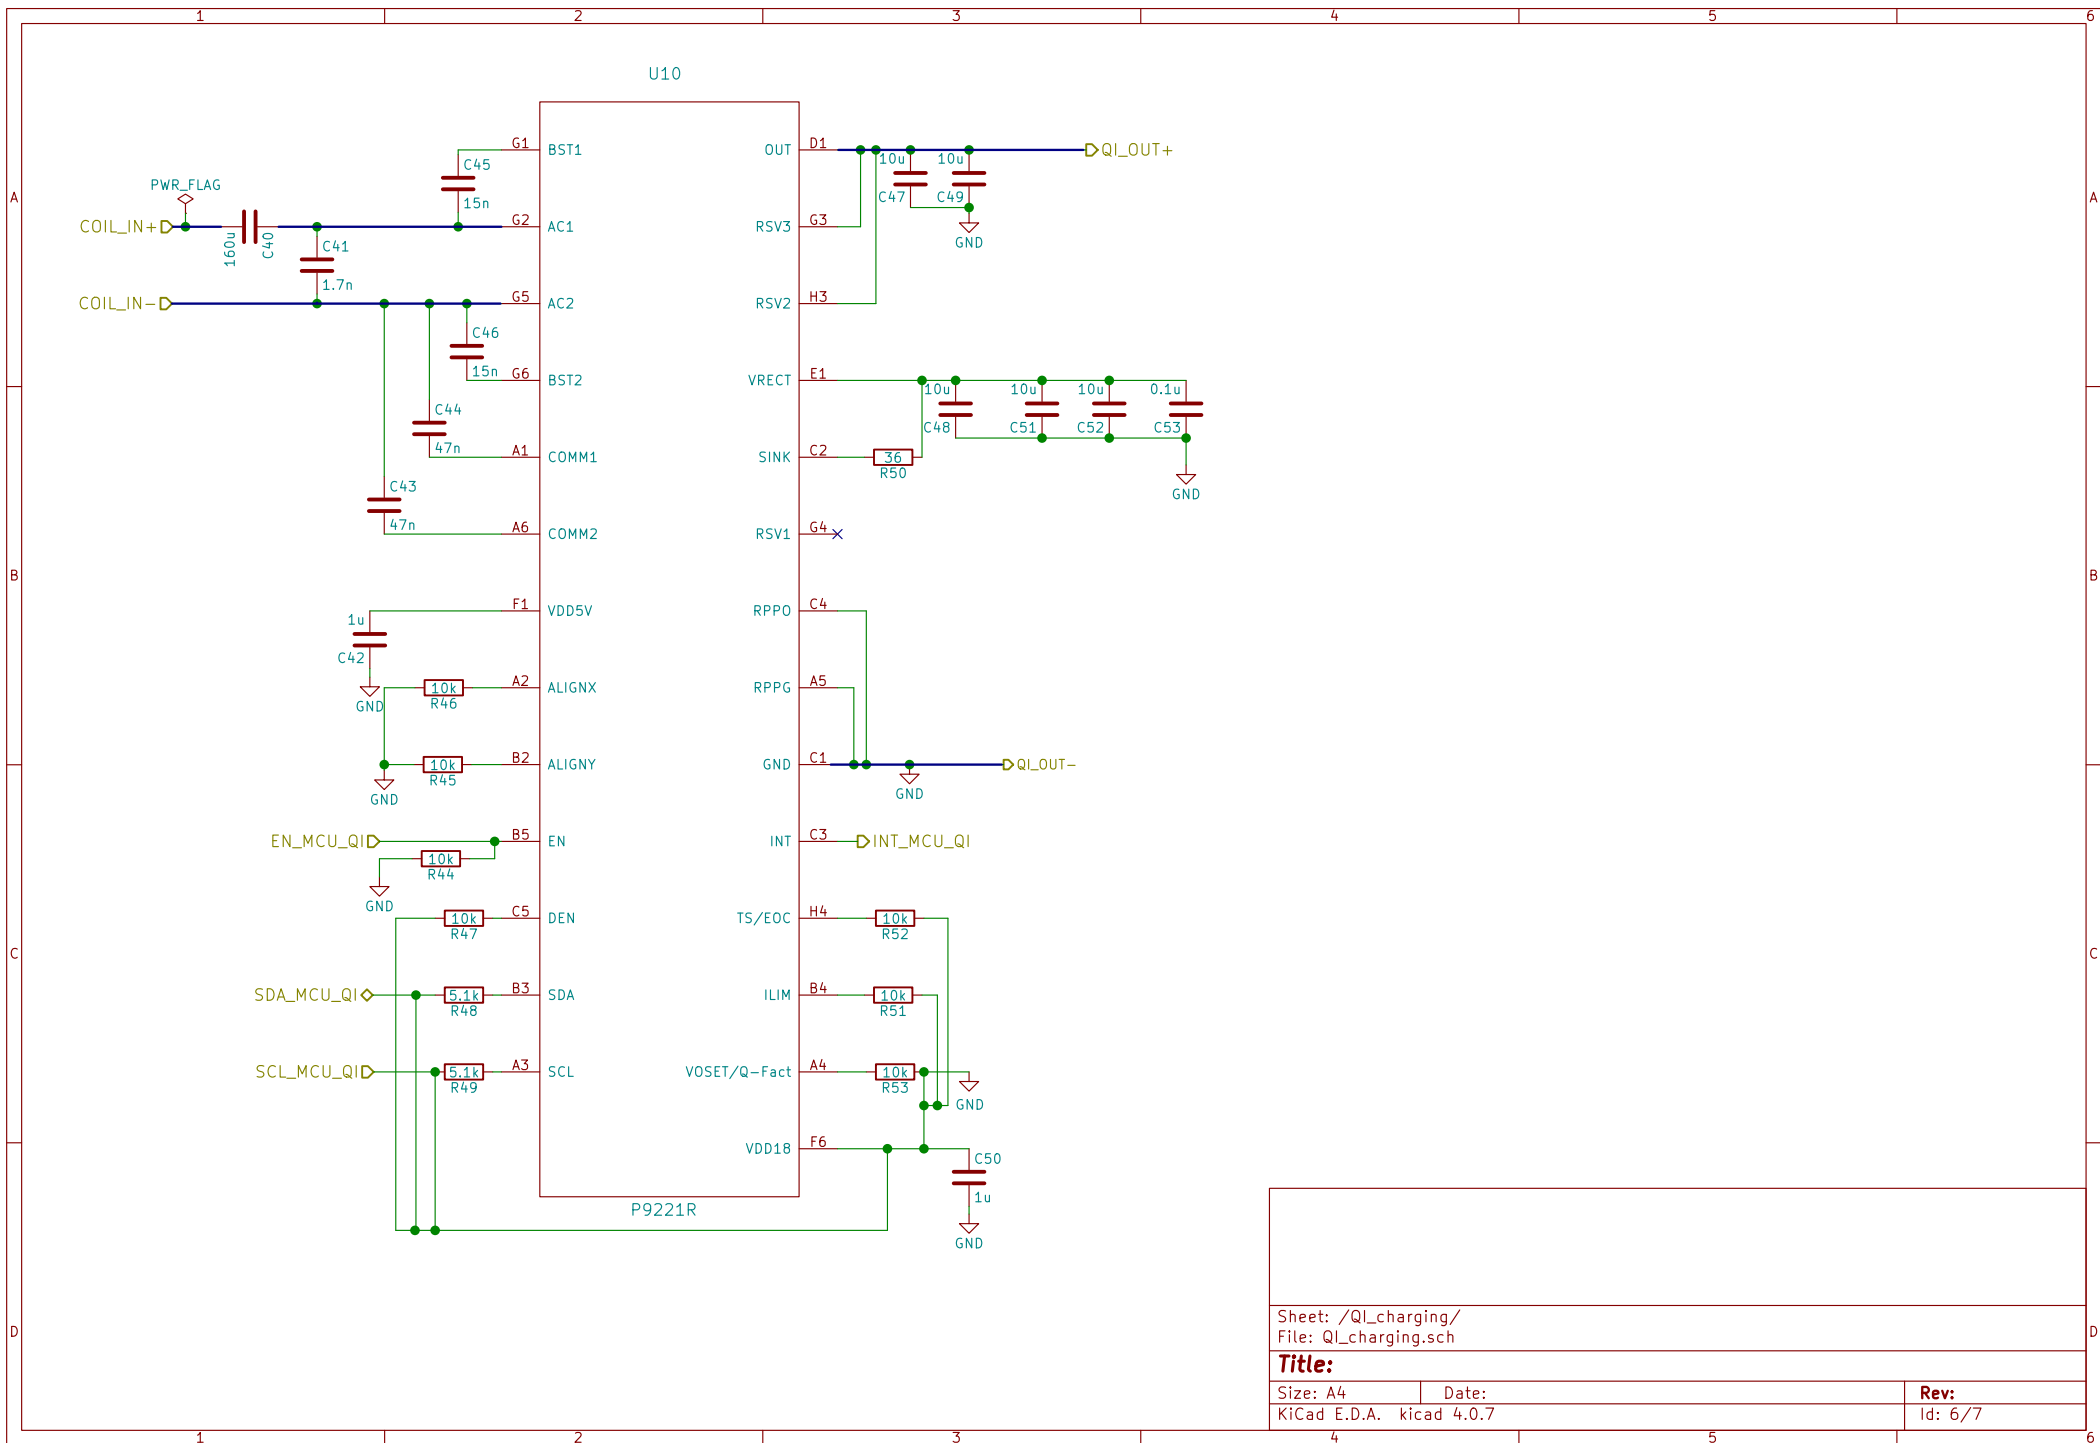 1 2 3 4 5 6
U10
G1 BST1 OUT D1
C45
15n
10u 10u
C47 C49
QI_OUT+
PWR_FLAG
COIL_IN+
160u
C40
G2 AC1 RSV3 G3
GND
C41
1.7n
COIL_IN-
G5 AC2 RSV2 H3
C46
15n
G6 BST2 VRECT E1
10u 10u 10u 0.1u
C48 C51 C52 C53
GND
C44
47n
A1 COMM1 SINK C2
36
R50
C43
47n
A6 COMM2 RSV1 G4
F1 VDD5V RPPO C4
1u
C42
GND
10k
R46
A2 ALIGNX RPPG A5
10k
R45
GND
B2 ALIGNY GND C1
GND
QI_OUT-
EN_MCU_QI
10k
R44
GND
B5 EN INT C3
INT_MCU_QI
10k
R47
C5 DEN TS/EOC H4
10k
R52
SDA_MCU_QI
5.1k
R48
B3 SDA ILIM B4
10k
R51
SCL_MCU_QI
5.1k
R49
A3 SCL VOSET/Q-Fact A4
10k
R53
GND
VDD18 F6
C50
1u
GND
P9221R
A A
B B
C C
D D
Sheet: /QI_charging/
File: QI_charging.sch
Title:
Size: A4 Date: Rev:
KiCad E.D.A. kicad 4.0.7 Id: 6/7
1 2 3 4 5 6